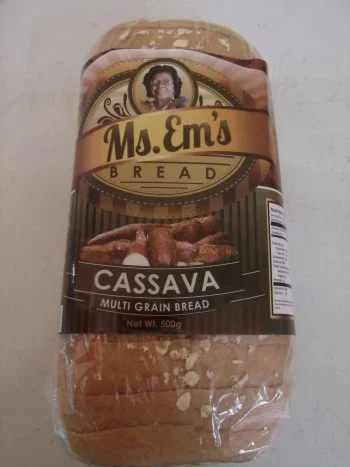 Ms. Em's
BREAD
CASSAVA
MULTI GRAIN BREAD
Net Wt. 500g